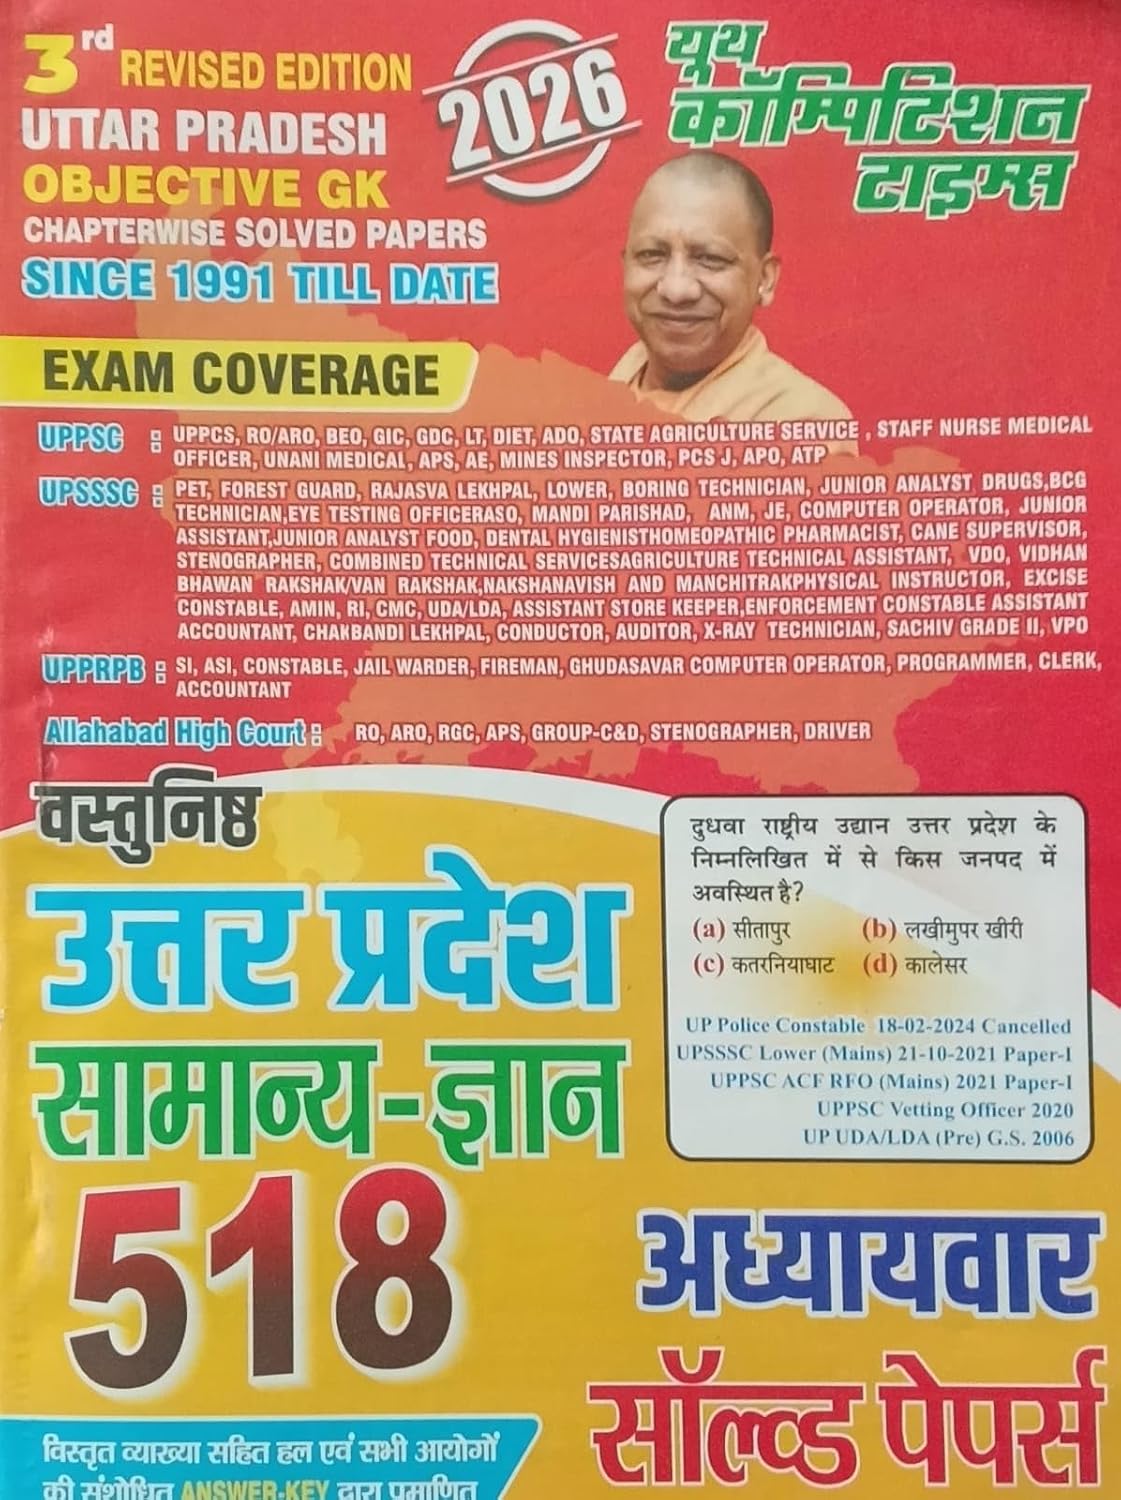 3rd REVISED EDITION
UTTAR PRADESH
OBJECTIVE GK
CHAPTERWISE SOLVED PAPERS
SINCE 1991 TILL DATE
2026
यूथ
कॉम्पिटिशन
टाइम्स
EXAM COVERAGE
UPPSC : UPPCS, RO/ARO, BEO, GIC, GDC, LT, DIET, ADO, STATE AGRICULTURE SERVICE , STAFF NURSE MEDICAL
OFFICER, UNANI MEDICAL, APS, AE, MINES INSPECTOR, PCS J, APO, ATP
UPSSSC : PET, FOREST GUARD, RAJASVA LEKHPAL, LOWER, BORING TECHNICIAN, JUNIOR ANALYST DRUGS,BCG
TECHNICIAN,EYE TESTING OFFICERASO, MANDI PARISHAD, ANM, JE, COMPUTER OPERATOR, JUNIOR
ASSISTANT,JUNIOR ANALYST FOOD, DENTAL HYGIENISTHOMEOPATHIC PHARMACIST, CANE SUPERVISOR,
STENOGRAPHER, COMBINED TECHNICAL SERVICESAGRICULTURE TECHNICAL ASSISTANT, VDO, VIDHAN
BHAWAN RAKSHAK/VAN RAKSHAK,NAKSHANAVISH AND MANCHITRAKPHYSICAL INSTRUCTOR, EXCISE
CONSTABLE, AMIN, RI, CMC, UDA/LDA, ASSISTANT STORE KEEPER,ENFORCEMENT CONSTABLE ASSISTANT
ACCOUNTANT, CHAKBANDI LEKHPAL, CONDUCTOR, AUDITOR, X-RAY TECHNICIAN, SACHIV GRADE II, VPO
UPPRPB : SI, ASI, CONSTABLE, JAIL WARDER, FIREMAN, GHUDASAVAR COMPUTER OPERATOR, PROGRAMMER, CLERK,
ACCOUNTANT
Allahabad High Court : RO, ARO, RGC, APS, GROUP-C&D, STENOGRAPHER, DRIVER
वस्तुनिष्ठ
उत्तर प्रदेश
सामान्य-ज्ञान
518
दुधवा राष्ट्रीय उद्यान उत्तर प्रदेश के
निम्नलिखित में से किस जनपद में
अवस्थित है?
(a) सीतापुर (b) लखीमुपर खीरी
(c) कतरनियाघाट (d) कालेसर
UP Police Constable 18-02-2024 Cancelled
UPSSSC Lower (Mains) 21-10-2021 Paper-I
UPPSC ACF RFO (Mains) 2021 Paper-I
UPPSC Vetting Officer 2020
UP UDA/LDA (Pre) G.S. 2006
अध्यायवार
सॉल्व्ड पेपर्स
विस्तृत व्याख्या सहित हल एवं सभी आयोगों
की संशोधित ANSWER-KEY द्वारा प्रमाणित